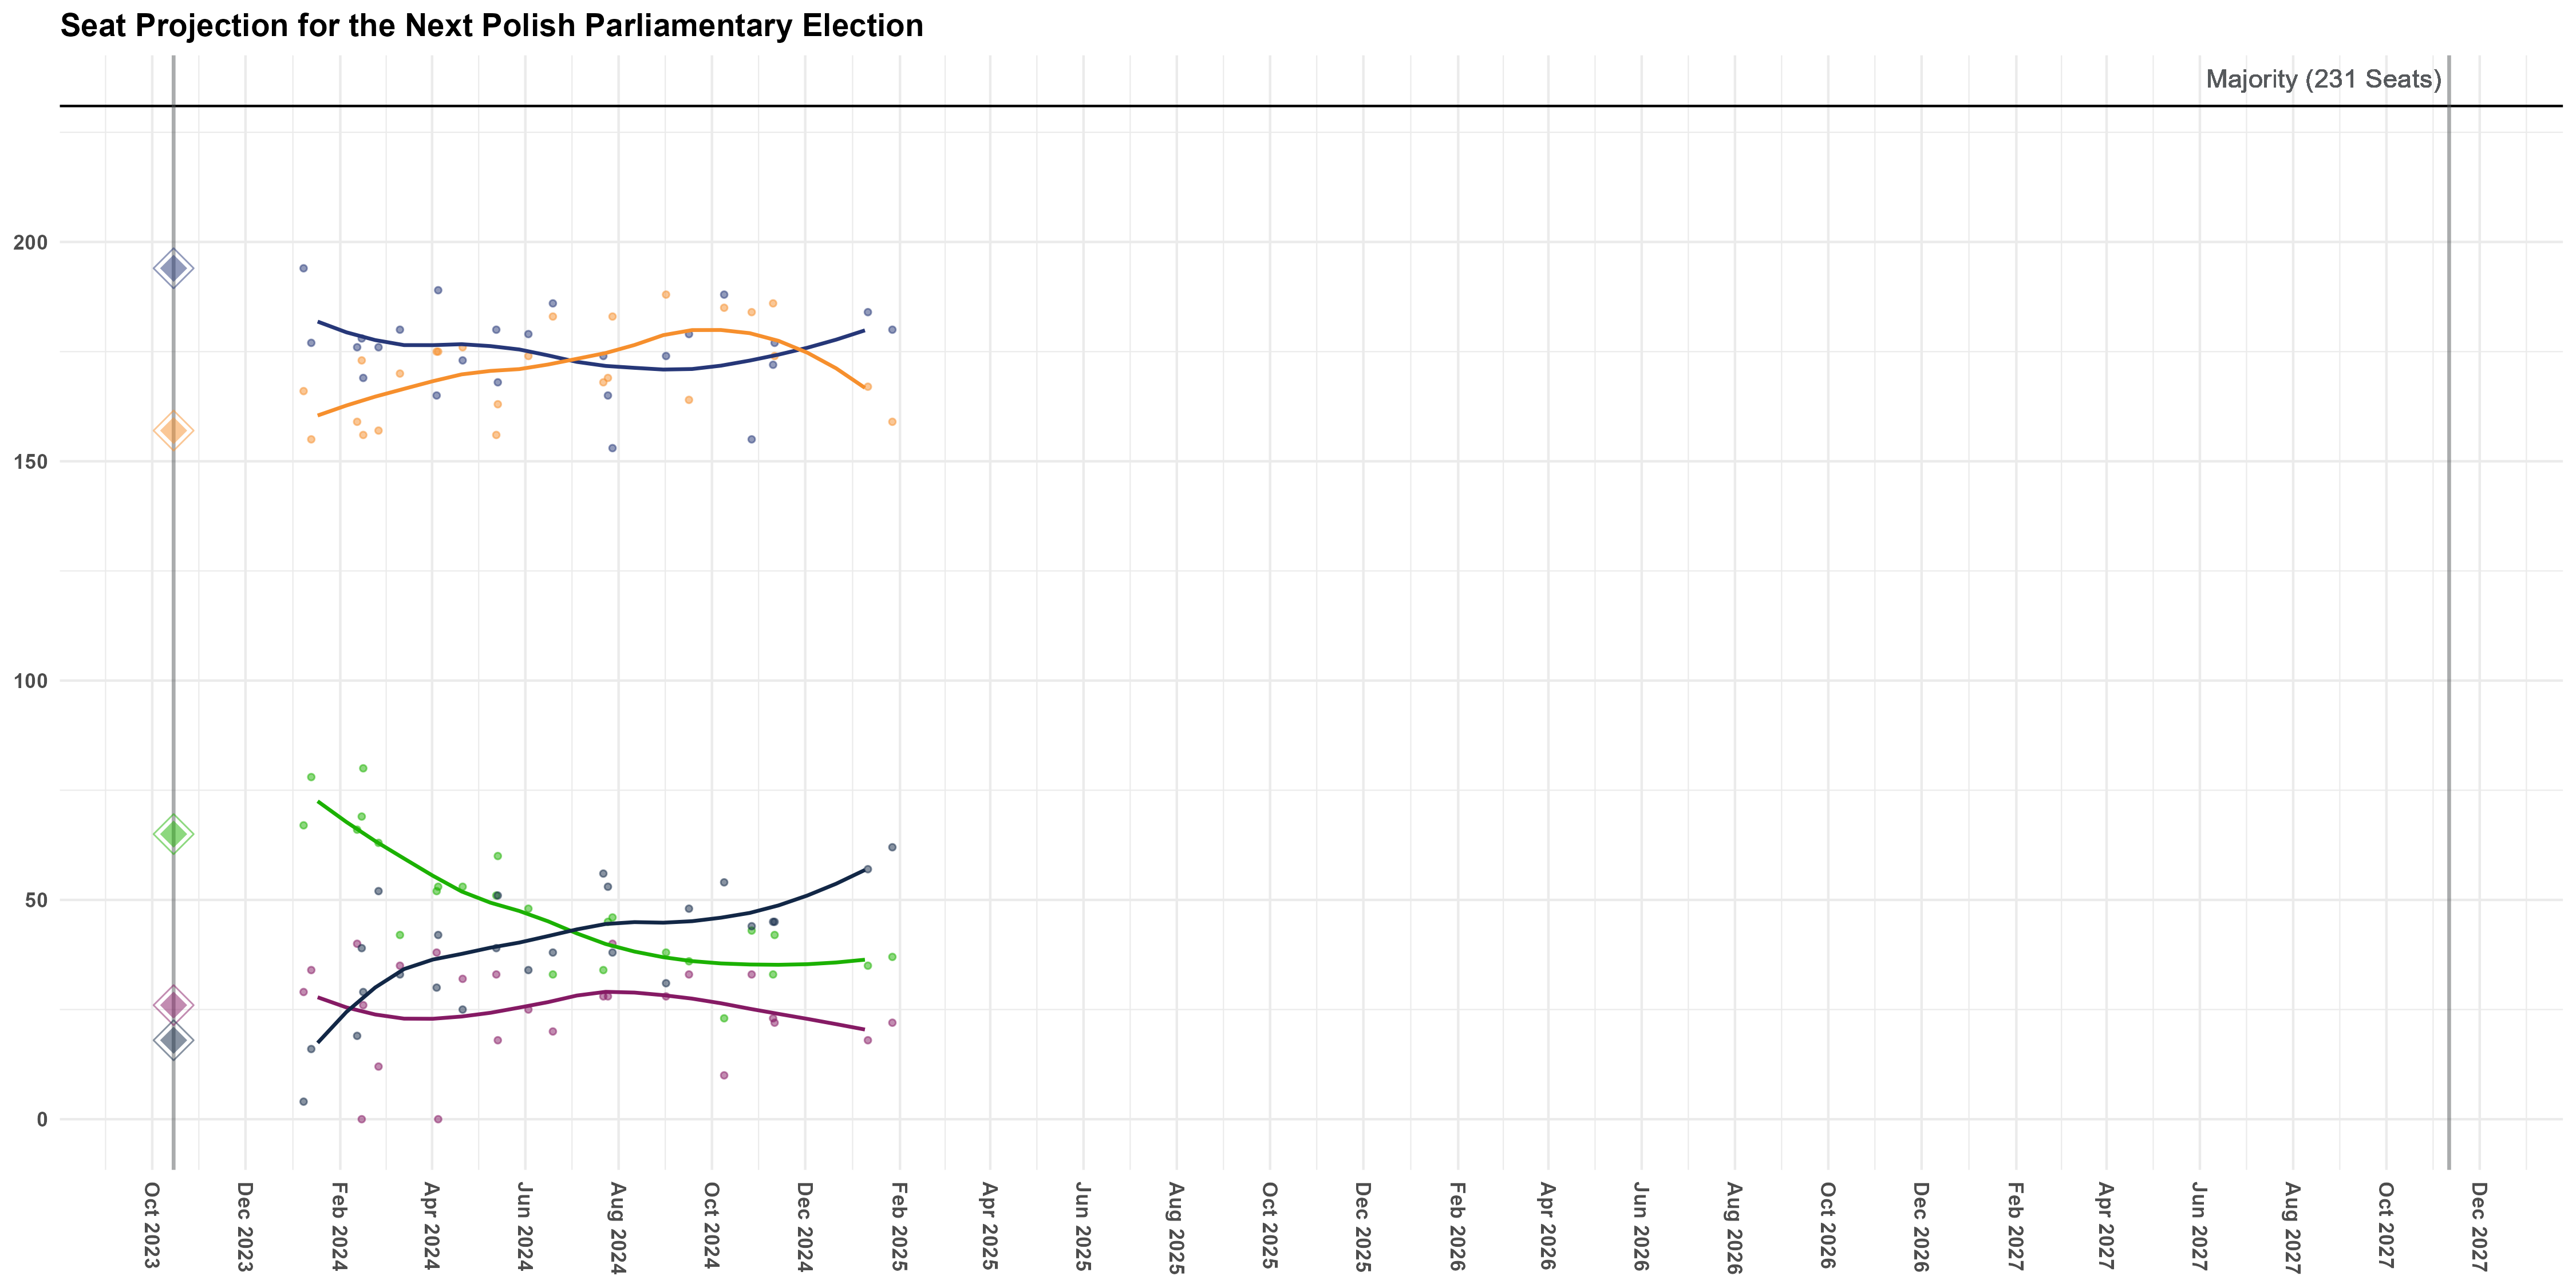 Seat Projection for the Next Polish Parliamentary Election
Majority (231 Seats)
200
150
100
50
0
Oct 2023
Dec 2023
Feb 2024
Apr 2024
Jun 2024
Aug 2024
Oct 2024
Dec 2024
Feb 2025
Apr 2025
Jun 2025
Aug 2025
Oct 2025
Dec 2025
Feb 2026
Apr 2026
Jun 2026
Aug 2026
Oct 2026
Dec 2026
Feb 2027
Apr 2027
Jun 2027
Aug 2027
Oct 2027
Dec 2027